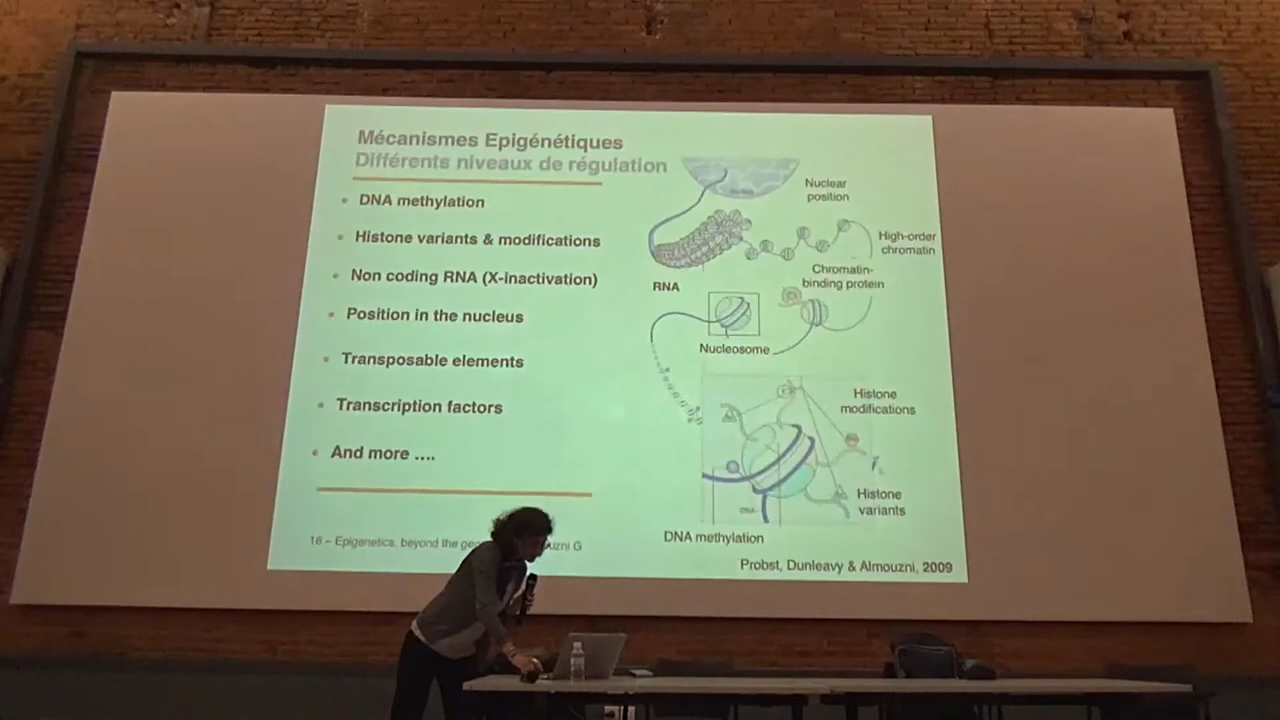 Mécanismes Epigénétiques
Différents niveaux de régulation
• DNA methylation
• Histone variants & modifications
• Non coding RNA (X-inactivation)
• Position in the nucleus
• Transposable elements
• Transcription factors
• And more ....
Nuclear
position
High-order
chromatin
Chromatin-
binding protein
RNA
Nucleosome
Histone
modifications
Histone
variants
DNA
DNA methylation
Probst, Dunleavy & Almouzni, 2009
16 – Epigenetics, beyond the uzni G